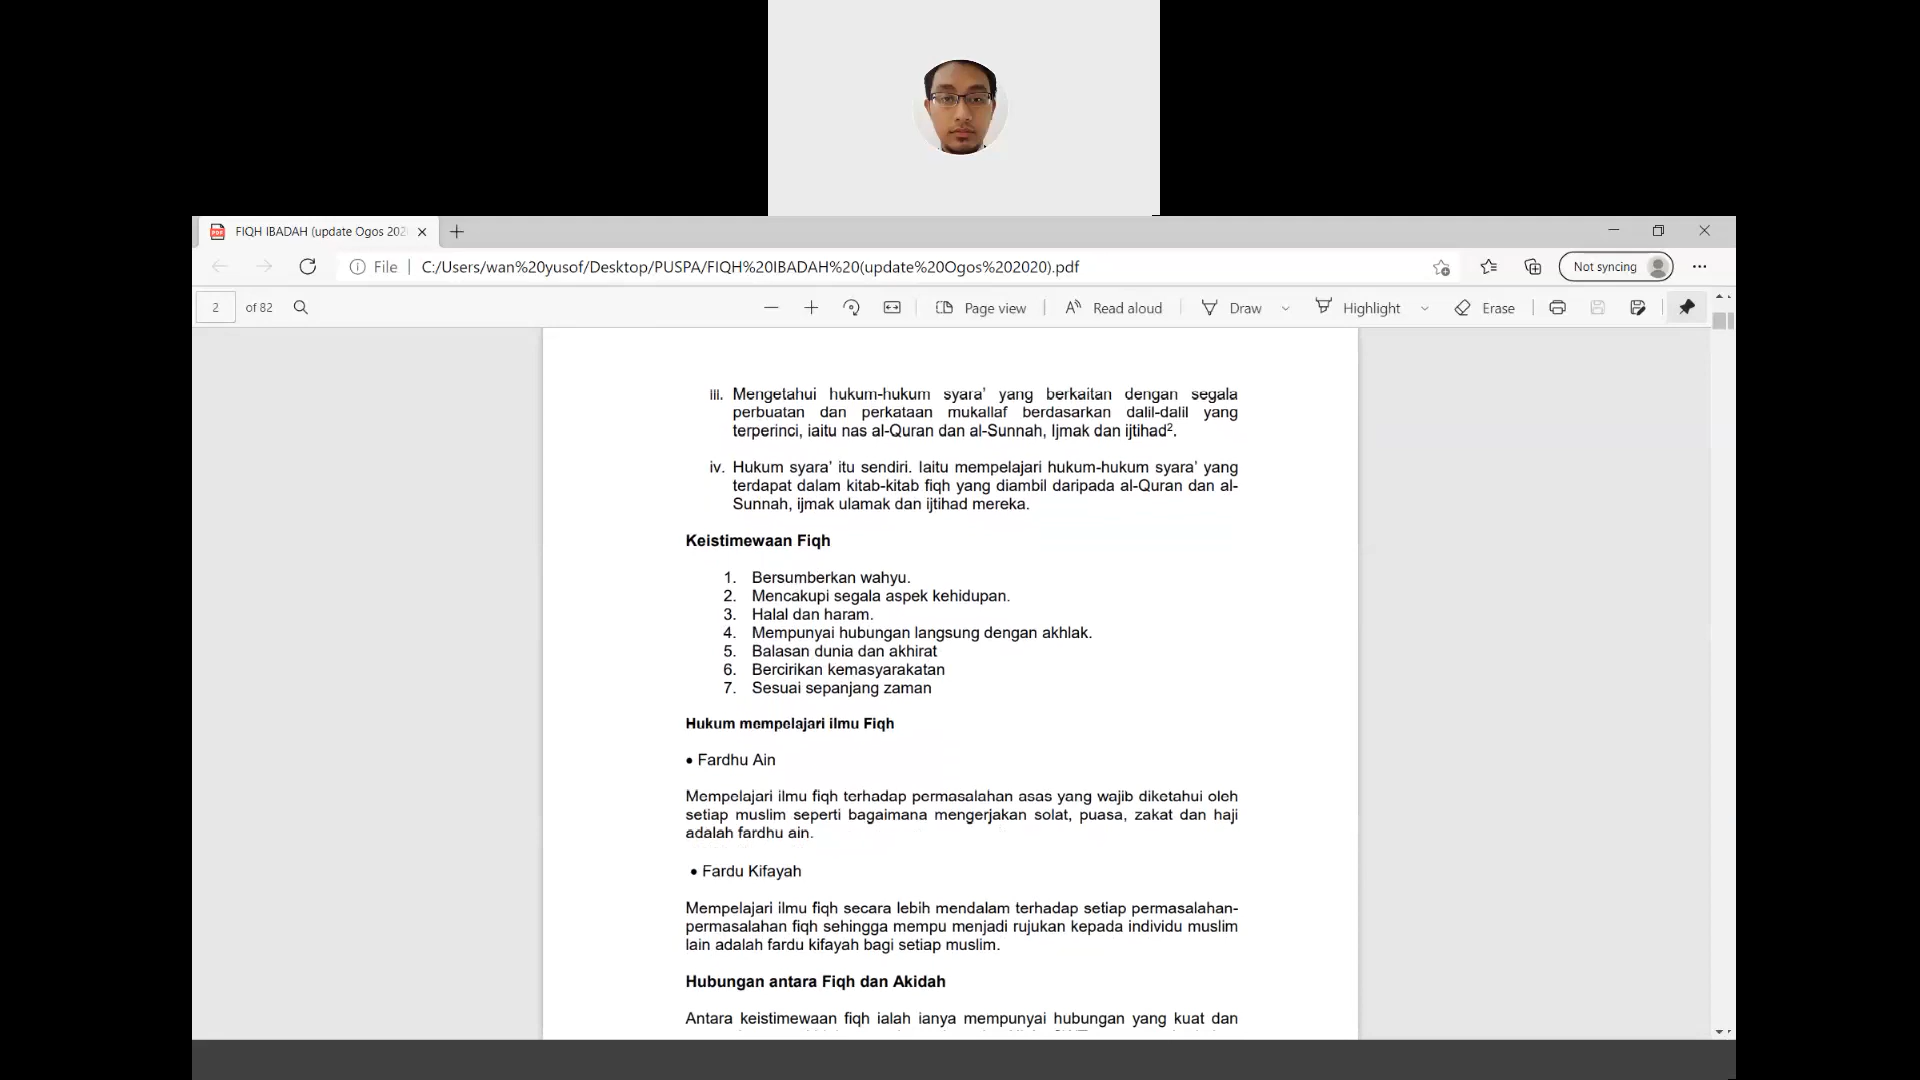 FIQH IBADAH (update Ogos 202
File
C:/Users/wan%20yusof/Desktop/PUSPA/FIQH%20IBADAH%20(update%20Ogos%202020).pdf
Not syncing
2 of 82
Page view
Read aloud
Draw
Highlight
Erase
iii. Mengetahui hukum-hukum syara’ yang berkaitan dengan segala
perbuatan dan perkataan mukallaf berdasarkan dalil-dalil yang
terperinci, iaitu nas al-Quran dan al-Sunnah, Ijmak dan ijtihad².
iv. Hukum syara’ itu sendiri. Iaitu mempelajari hukum-hukum syara’ yang
terdapat dalam kitab-kitab fiqh yang diambil daripada al-Quran dan al-
Sunnah, ijmak ulamak dan ijtihad mereka.
Keistimewaan Fiqh
1. Bersumberkan wahyu.
2. Mencakupi segala aspek kehidupan.
3. Halal dan haram.
4. Mempunyai hubungan langsung dengan akhlak.
5. Balasan dunia dan akhirat
6. Bercirikan kemasyarakatan
7. Sesuai sepanjang zaman
Hukum mempelajari ilmu Fiqh
• Fardhu Ain
Mempelajari ilmu fiqh terhadap permasalahan asas yang wajib diketahui oleh
setiap muslim seperti bagaimana mengerjakan solat, puasa, zakat dan haji
adalah fardhu ain.
• Fardu Kifayah
Mempelajari ilmu fiqh secara lebih mendalam terhadap setiap permasalahan-
permasalahan fiqh sehingga mempu menjadi rujukan kepada individu muslim
lain adalah fardu kifayah bagi setiap muslim.
Hubungan antara Fiqh dan Akidah
Antara keistimewaan fiqh ialah ianya mempunyai hubungan yang kuat dan